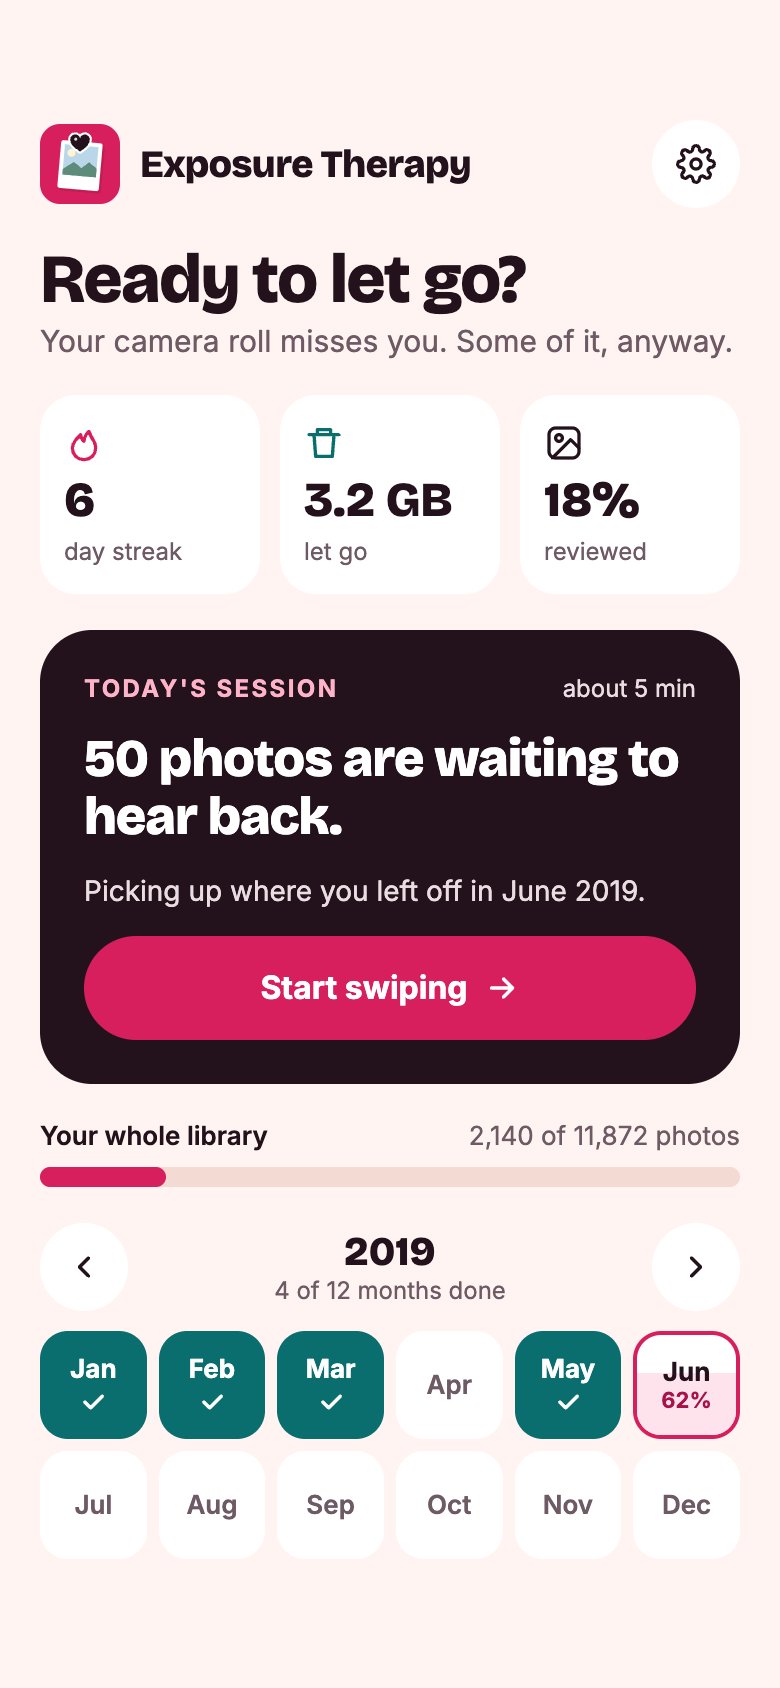 Exposure Therapy
Ready to let go?
Your camera roll misses you. Some of it, anyway.
6
day streak
3.2 GB
let go
18%
reviewed
TODAY'S SESSION
about 5 min
50 photos are waiting to
hear back.
Picking up where you left off in June 2019.
Start swiping
Your whole library
2,140 of 11,872 photos
2019
4 of 12 months done
Jan
Feb
Mar
Apr
May
Jun
62%
Jul
Aug
Sep
Oct
Nov
Dec